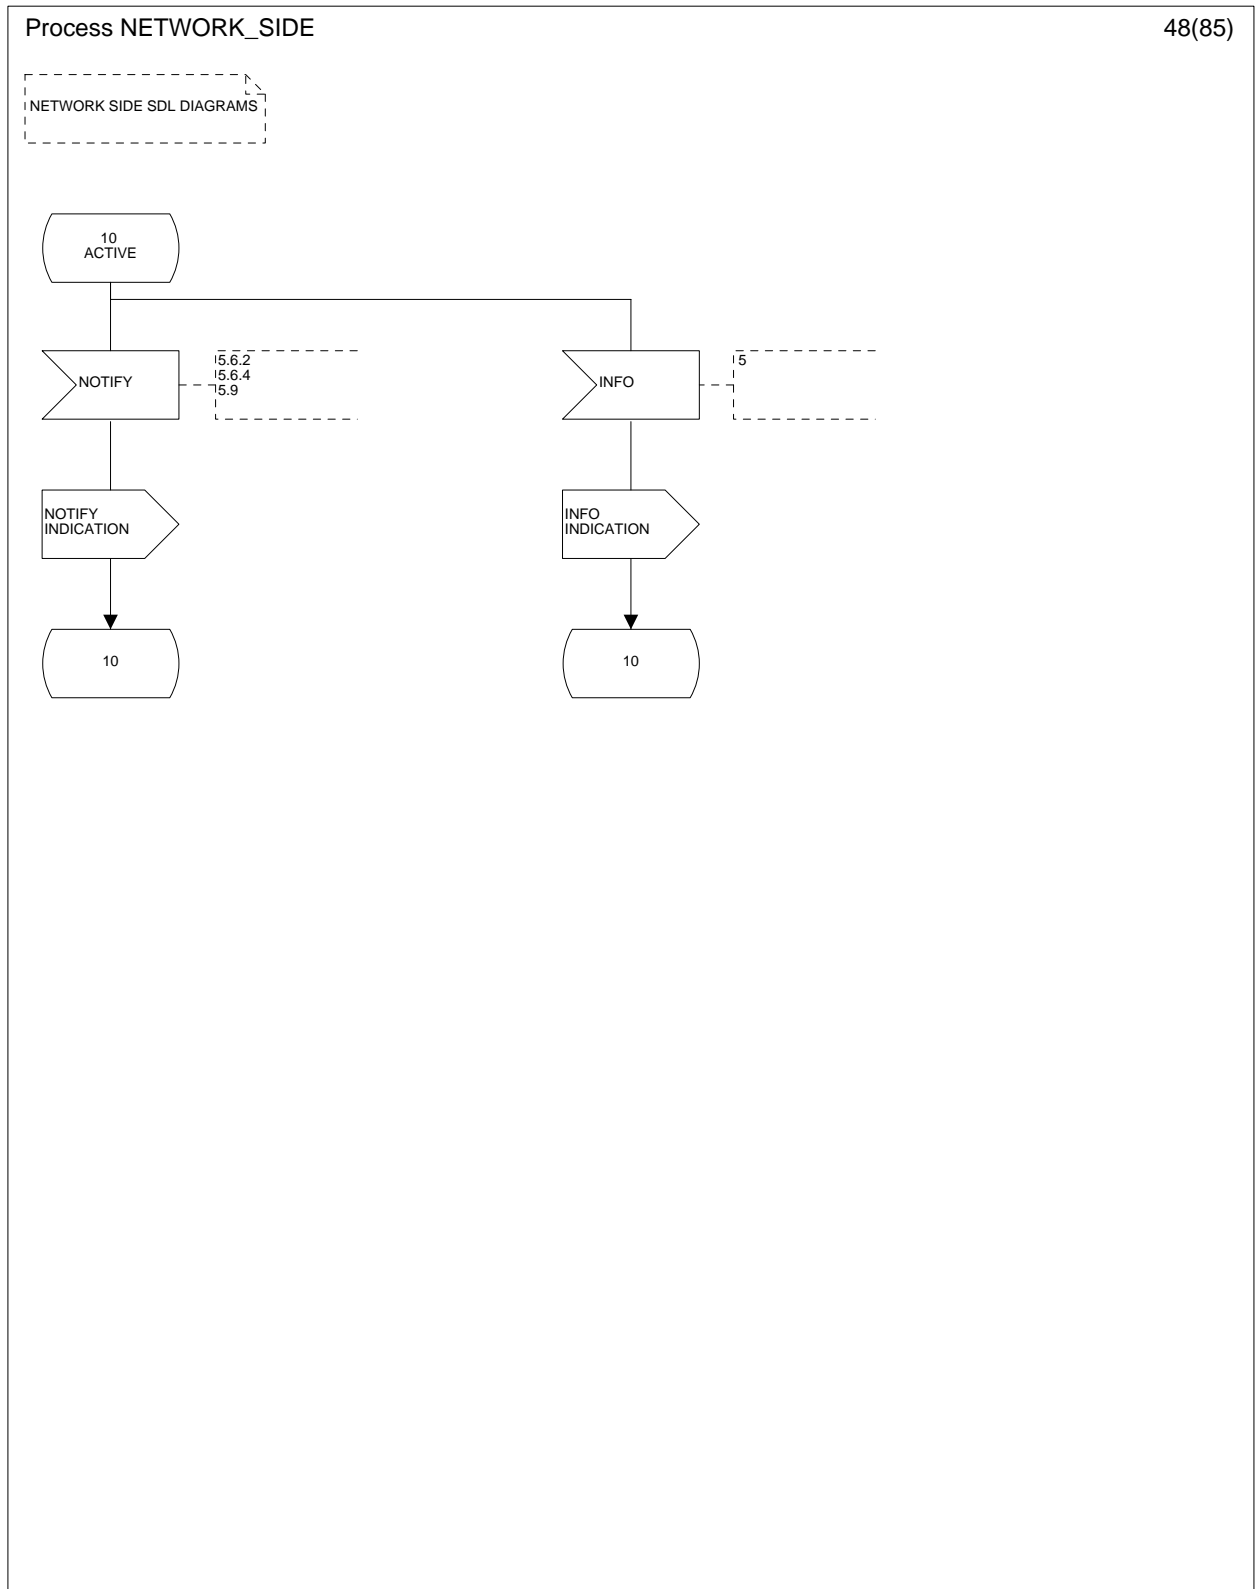 Process NETWORK_SIDE
48(85)
NETWORK SIDE SDL DIAGRAMS
10
ACTIVE
NOTIFY
5.6.2
5.6.4
5.9
INFO
5
NOTIFY
INDICATION
INFO
INDICATION
10
10